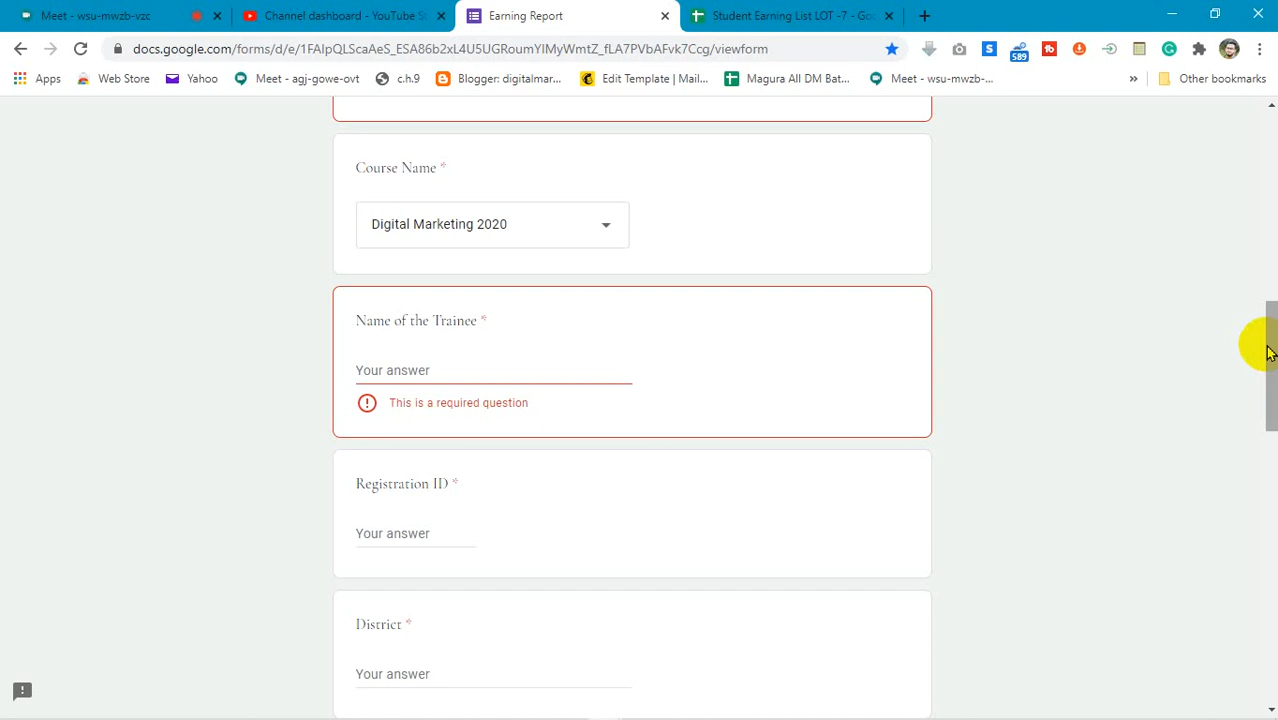 Meet - wsu-mwzb-vzc
Channel dashboard - YouTube St
Earning Report
Student Earning List LOT -7 - Goo
docs.google.com/forms/d/e/1FAIpQLScaAeS_ESA86b2xL4U5UGRoumYIMyWmtZ_fLA7PVbAFvk7Ccg/viewform
589
Apps
Web Store
Yahoo
Meet - agj-gowe-ovt
c.h.9
Blogger: digitalmar...
Edit Template | Mail...
Magura All DM Bat...
Meet - wsu-mwzb-...
»
Other bookmarks
Course Name *
Digital Marketing 2020
Name of the Trainee *
Your answer
This is a required question
Registration ID *
Your answer
District *
Your answer